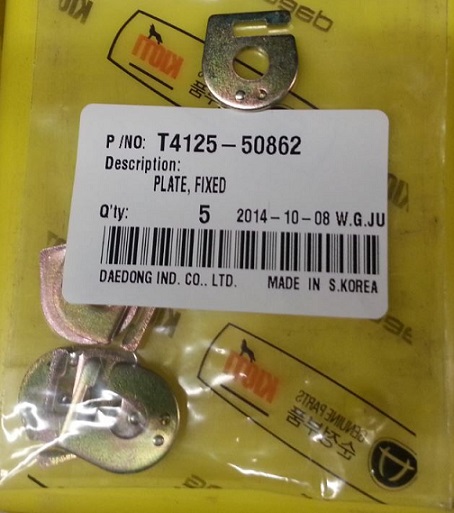 P/NO: T4125-50862
Description:
PLATE, FIXED
Q'ty: 5 2014-10-08 W.G.JU
DAEDONG IND. CO., LTD. MADE IN S.KOREA
KIOTI
KIOTI
KIOTI
GENUINE PARTS
순정부품